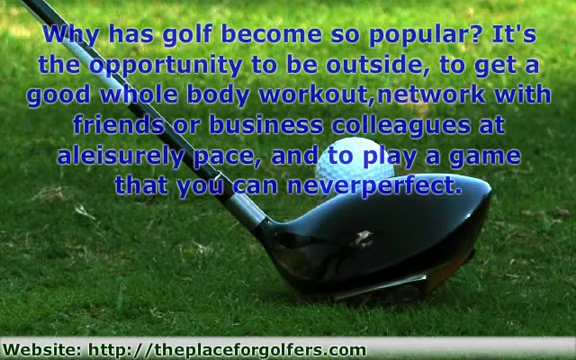 Why has golf become so popular? It's
the opportunity to be outside, to get a
good whole body workout,network with
friends or business colleagues at
aleisurely pace, and to play a game
that you can neverperfect.
Website: http://theplaceforgolfers.com